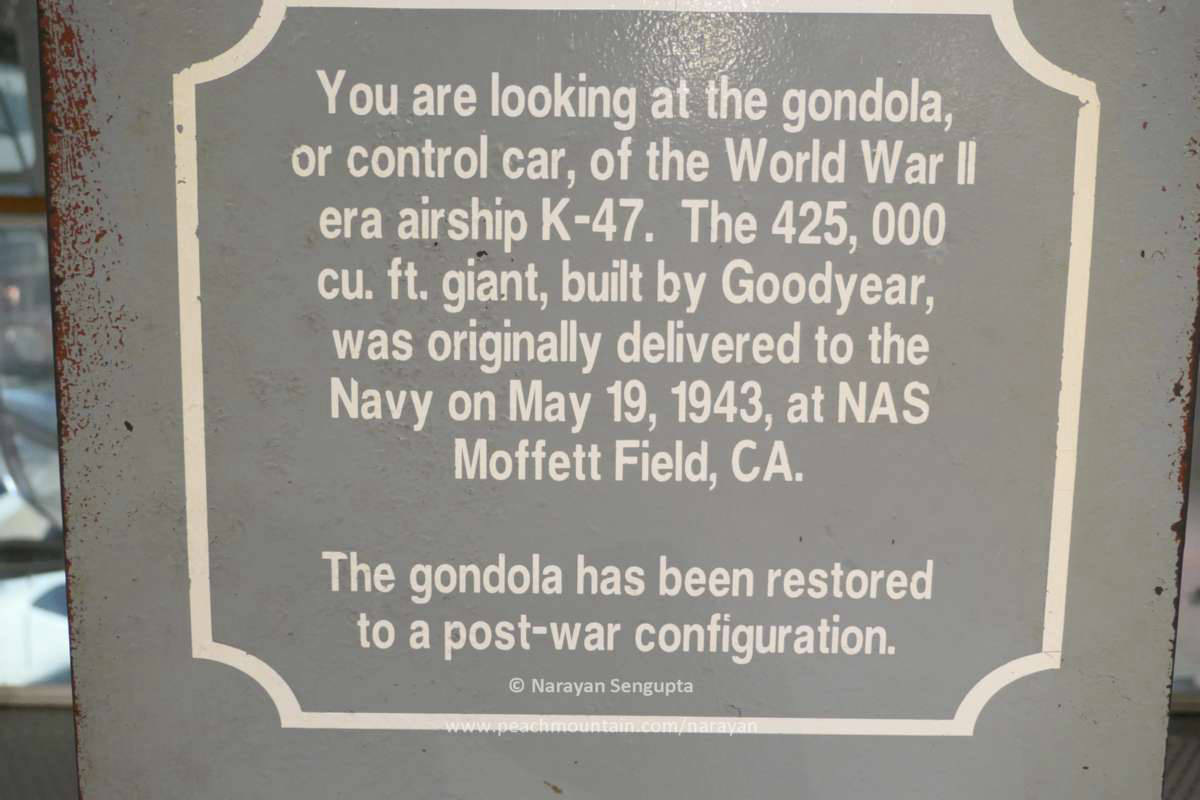 You are looking at the gondola,
or control car, of the World War II
era airship K-47. The 425, 000
cu. ft. giant, built by Goodyear,
was originally delivered to the
Navy on May 19, 1943, at NAS
Moffett Field, CA.
The gondola has been restored
to a post-war configuration.
© Narayan Sengupta
www.peachmountain.com/narayan